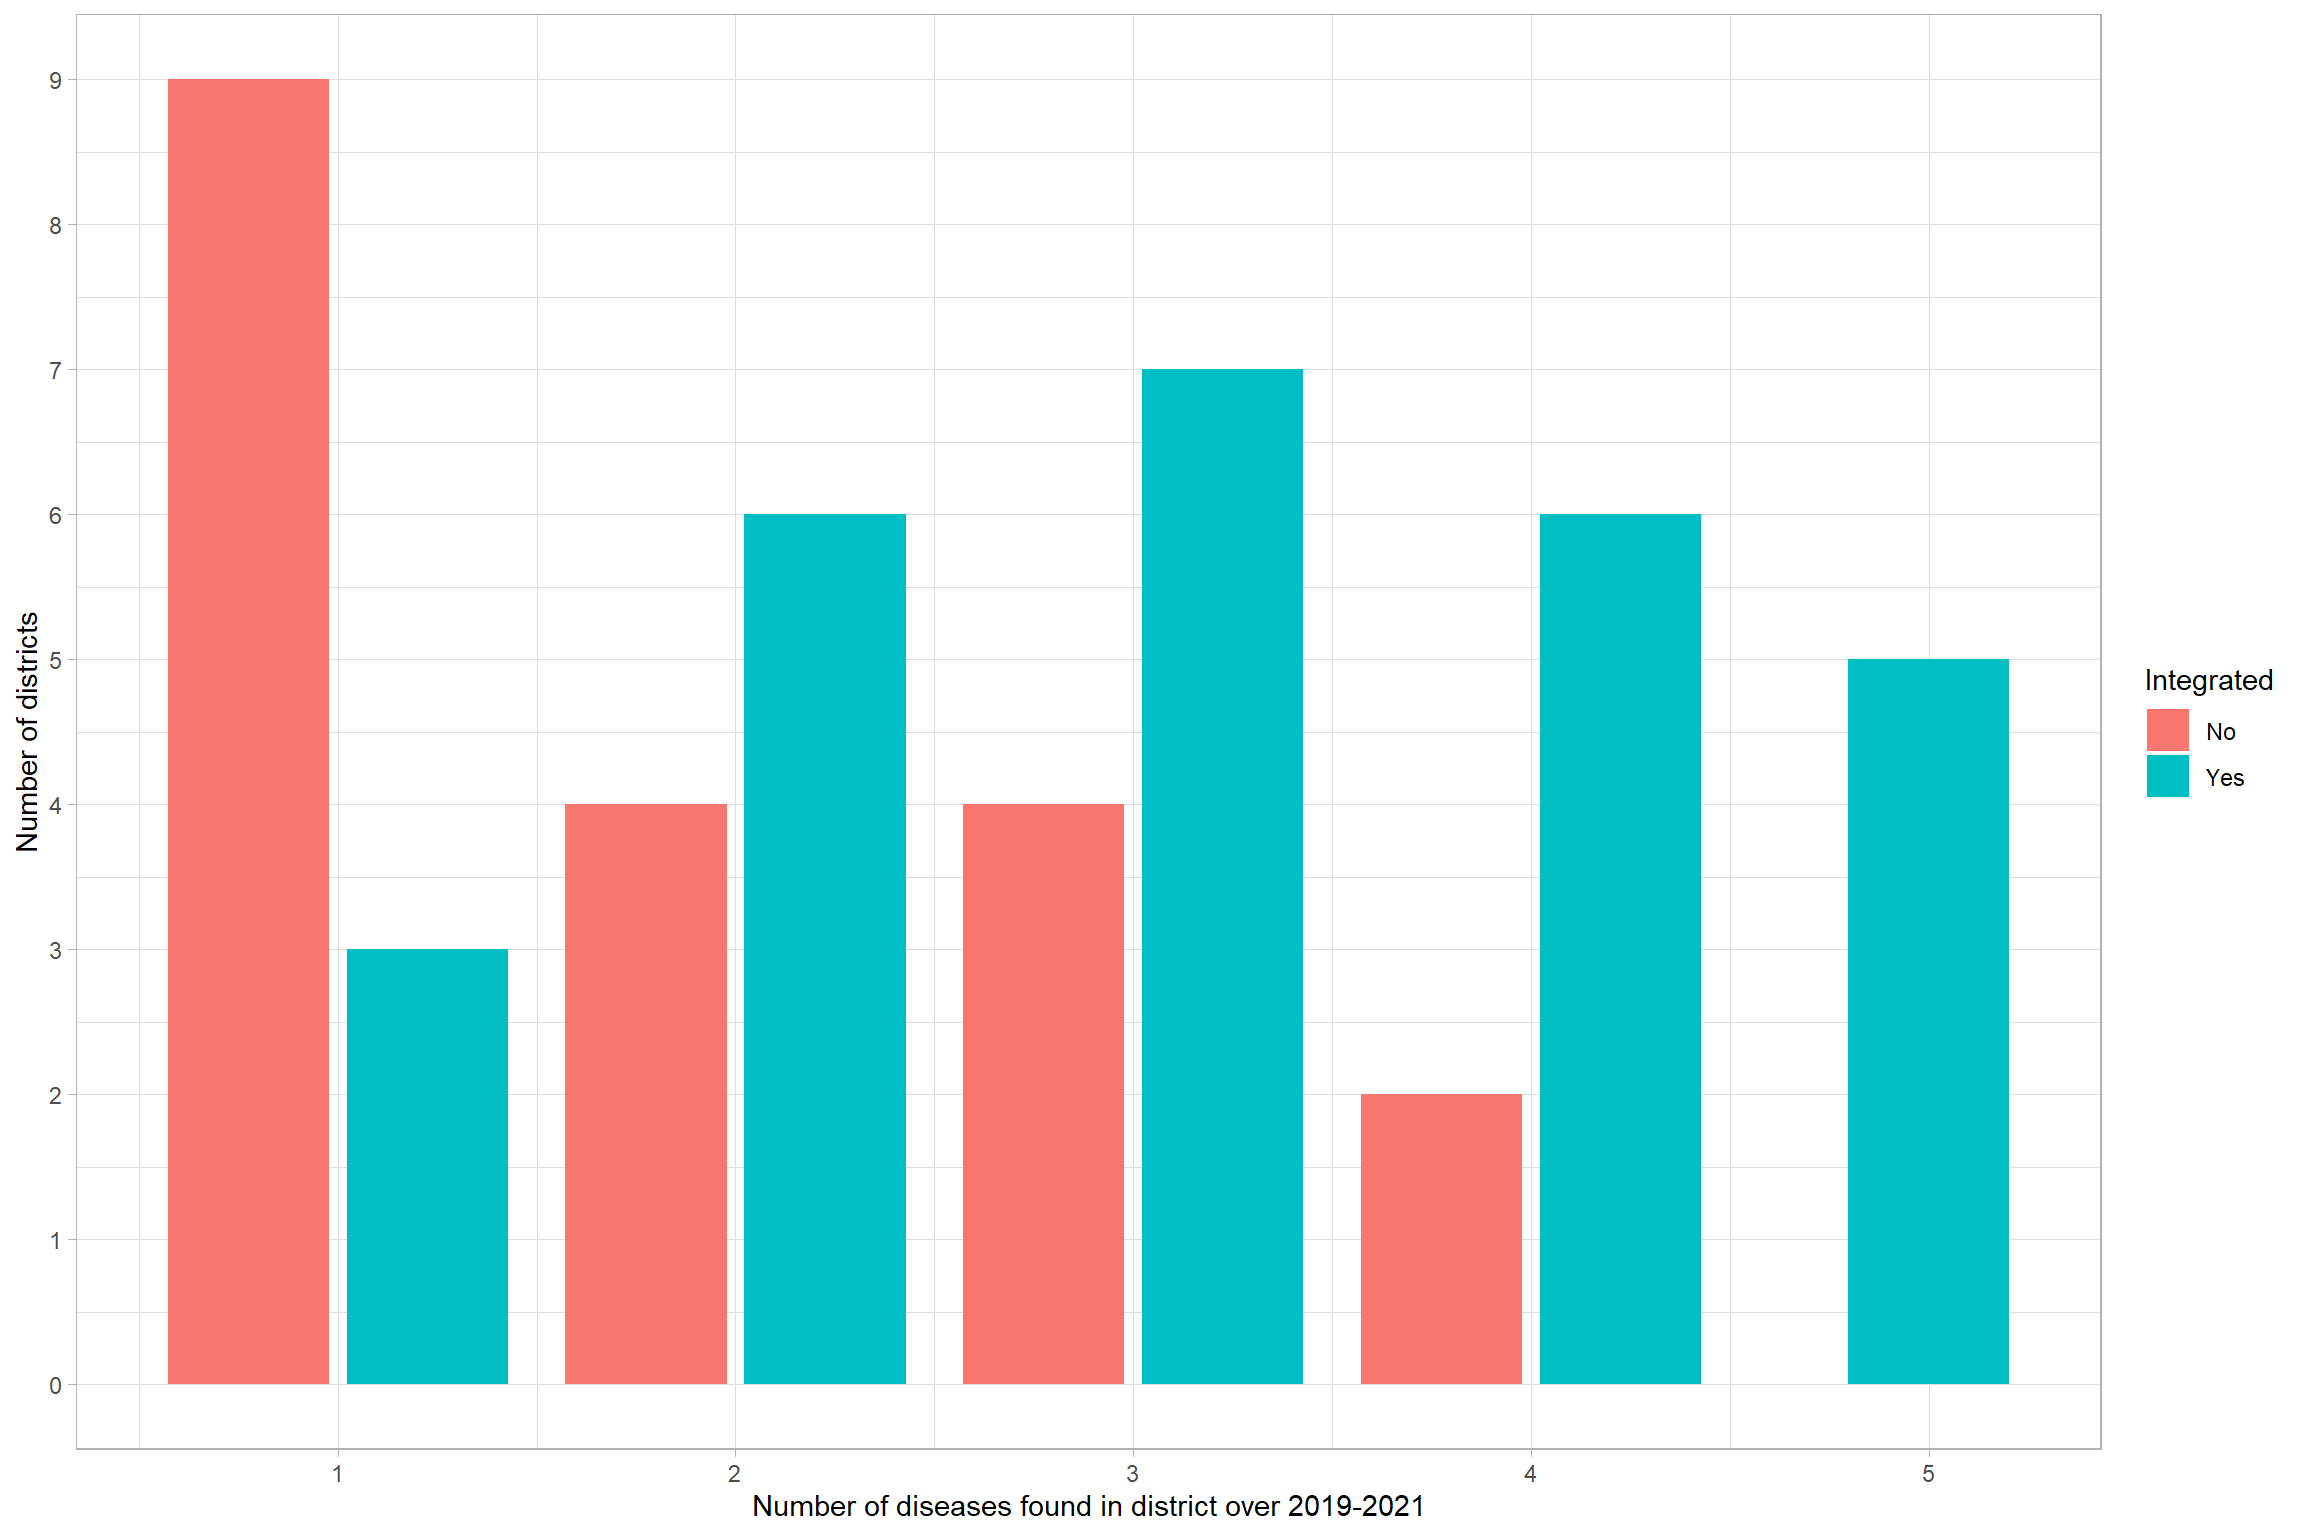 9
8
7
6
5
4
3
2
1
0
Number of districts
1 2 3 4 5
Number of diseases found in district over 2019-2021
Integrated
No
Yes